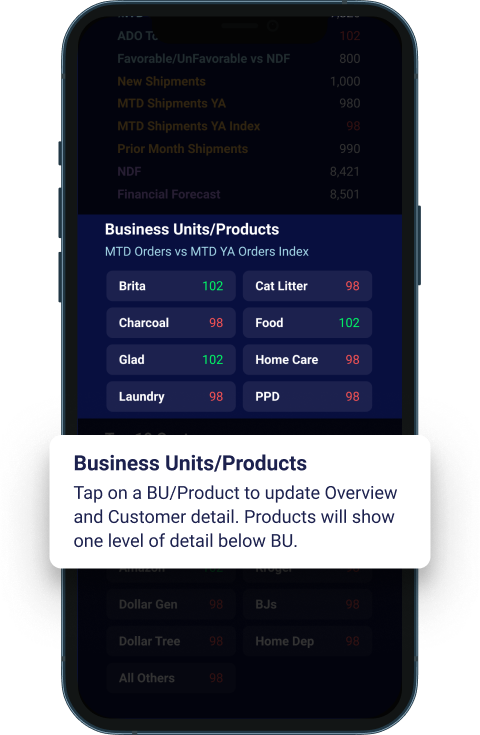 ADO
102
Favorable/UnFavorable vs NDF 800
New Shipments 1,000
MTD Shipments YA 980
MTD Shipments YA Index 98
Prior Month Shipments 990
NDF 8,421
Financial Forecast 8,501
Business Units/Products
MTD Orders vs MTD YA Orders Index
Brita 102 Cat Litter 98
Charcoal 98 Food 102
Glad 102 Home Care 98
Laundry 98 PPD 98
Business Units/Products
Tap on a BU/Product to update Overview
and Customer detail. Products will show
one level of detail below BU.
Amazon 102 Kroger 98
Dollar Gen 98 BJs 98
Dollar Tree 98 Home Dep 98
All Others 98